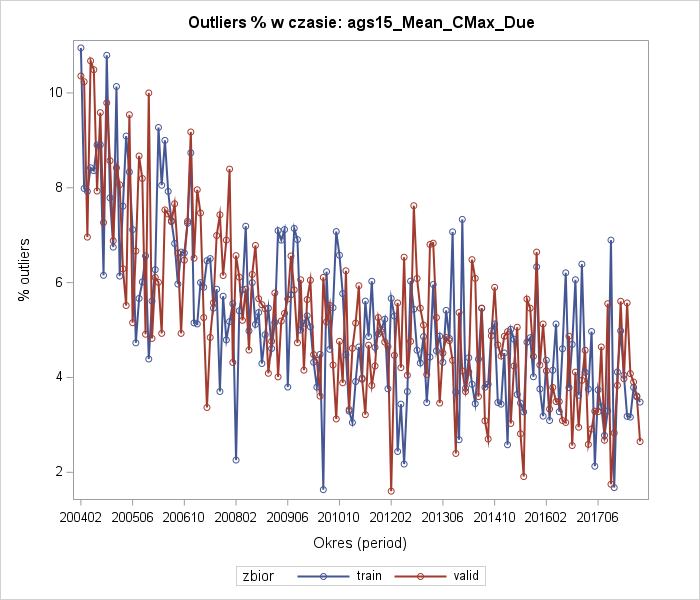 Outliers % w czasie: ags15_Mean_CMax_Due
% outliers
10
8
6
4
2
200402 200506 200610 200802 200906 201010 201202 201306 201410 201602 201706
Okres (period)
zbior train valid